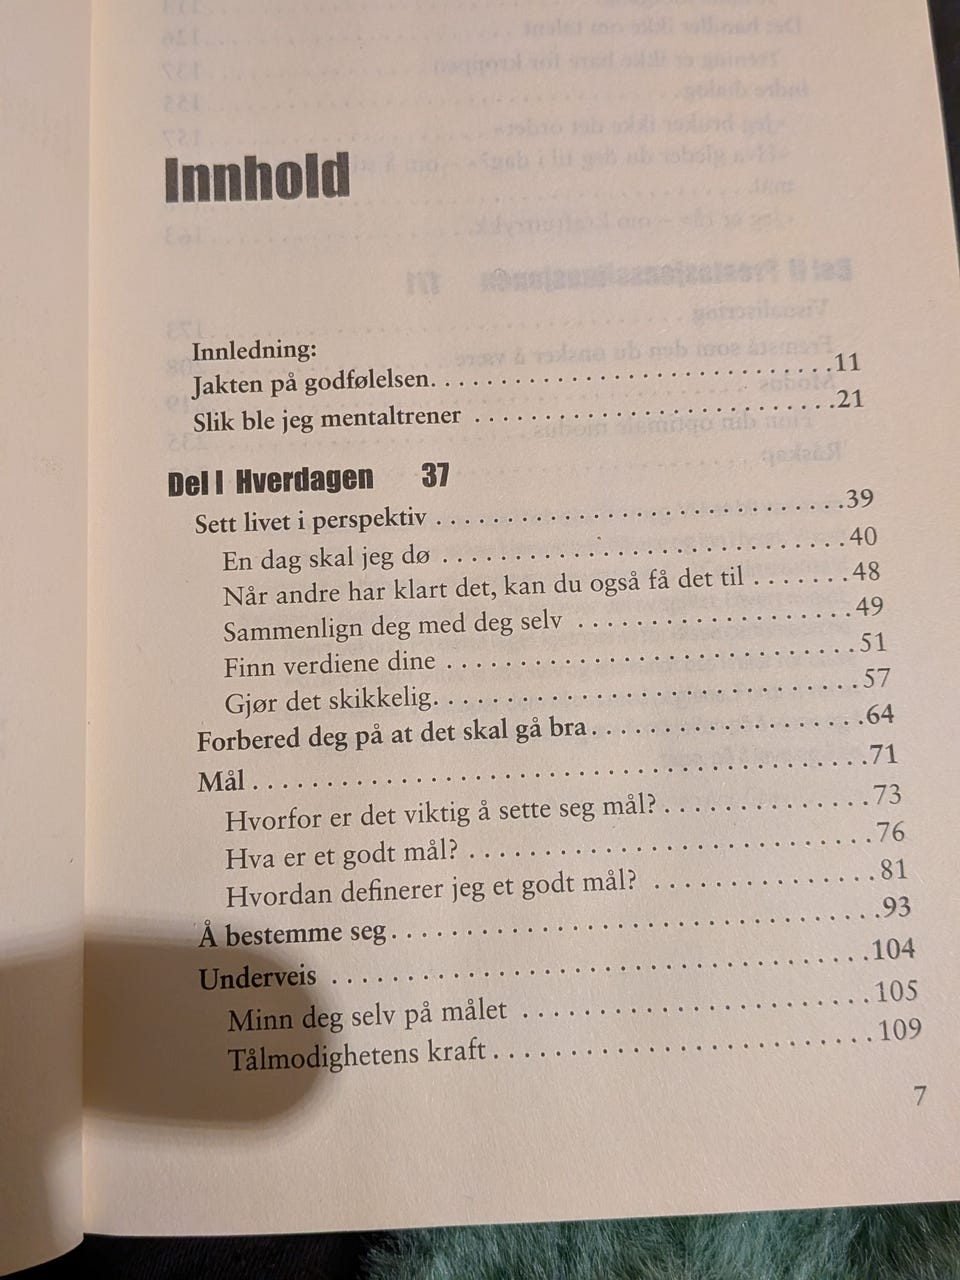 Innhold
Innledning:
Jakten på godfølelsen. . . . . . . . . . . . . . . . . . . . . . . . . . . . .11
Slik ble jeg mentaltrener . . . . . . . . . . . . . . . . . . . . . . . . . .21
Del I Hverdagen 37
Sett livet i perspektiv . . . . . . . . . . . . . . . . . . . . . . . . . . . . .39
En dag skal jeg dø . . . . . . . . . . . . . . . . . . . . . . . . . . . . .40
Når andre har klart det, kan du også få det til . . . . . . .48
Sammenlign deg med deg selv . . . . . . . . . . . . . . . . . . . .49
Finn verdiene dine . . . . . . . . . . . . . . . . . . . . . . . . . . . . .51
Gjør det skikkelig. . . . . . . . . . . . . . . . . . . . . . . . . . . . . .57
Forbered deg på at det skal gå bra. . . . . . . . . . . . . . . . . . .64
Mål . . . . . . . . . . . . . . . . . . . . . . . . . . . . . . . . . . . . . . . . .71
Hvorfor er det viktig å sette seg mål? . . . . . . . . . . . . . .73
Hva er et godt mål? . . . . . . . . . . . . . . . . . . . . . . . . . . . .76
Hvordan definerer jeg et godt mål? . . . . . . . . . . . . . . .81
Å bestemme seg. . . . . . . . . . . . . . . . . . . . . . . . . . . . . . . . .93
Underveis . . . . . . . . . . . . . . . . . . . . . . . . . . . . . . . . . . . .104
Minn deg selv på målet . . . . . . . . . . . . . . . . . . . . . . . .105
Tålmodighetens kraft . . . . . . . . . . . . . . . . . . . . . . . . . .109
7